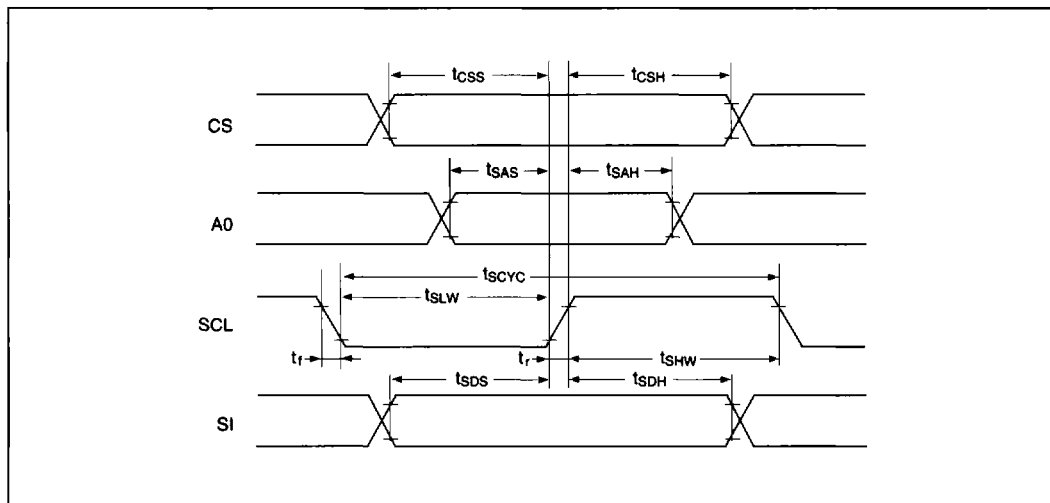 tCSS tCSH
CS
tSAS tSAH
A0
tSCYC
tSLW
SCL
tf tr tSHW
tSDS tSDH
SI